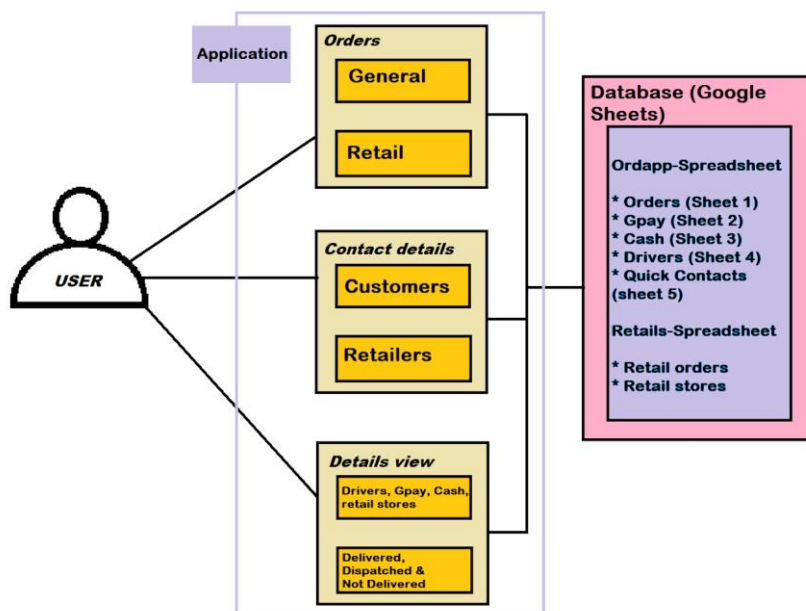 Application
Orders
General
Retail
USER
Contact details
Customers
Retailers
Details view
Drivers, Gpay, Cash,
retail stores
Delivered,
Dispatched &
Not Delivered
Database (Google
Sheets)
Ordapp-Spreadsheet
* Orders (Sheet 1)
* Gpay (Sheet 2)
* Cash (Sheet 3)
* Drivers (Sheet 4)
* Quick Contacts
(sheet 5)
Retails-Spreadsheet
* Retail orders
* Retail stores